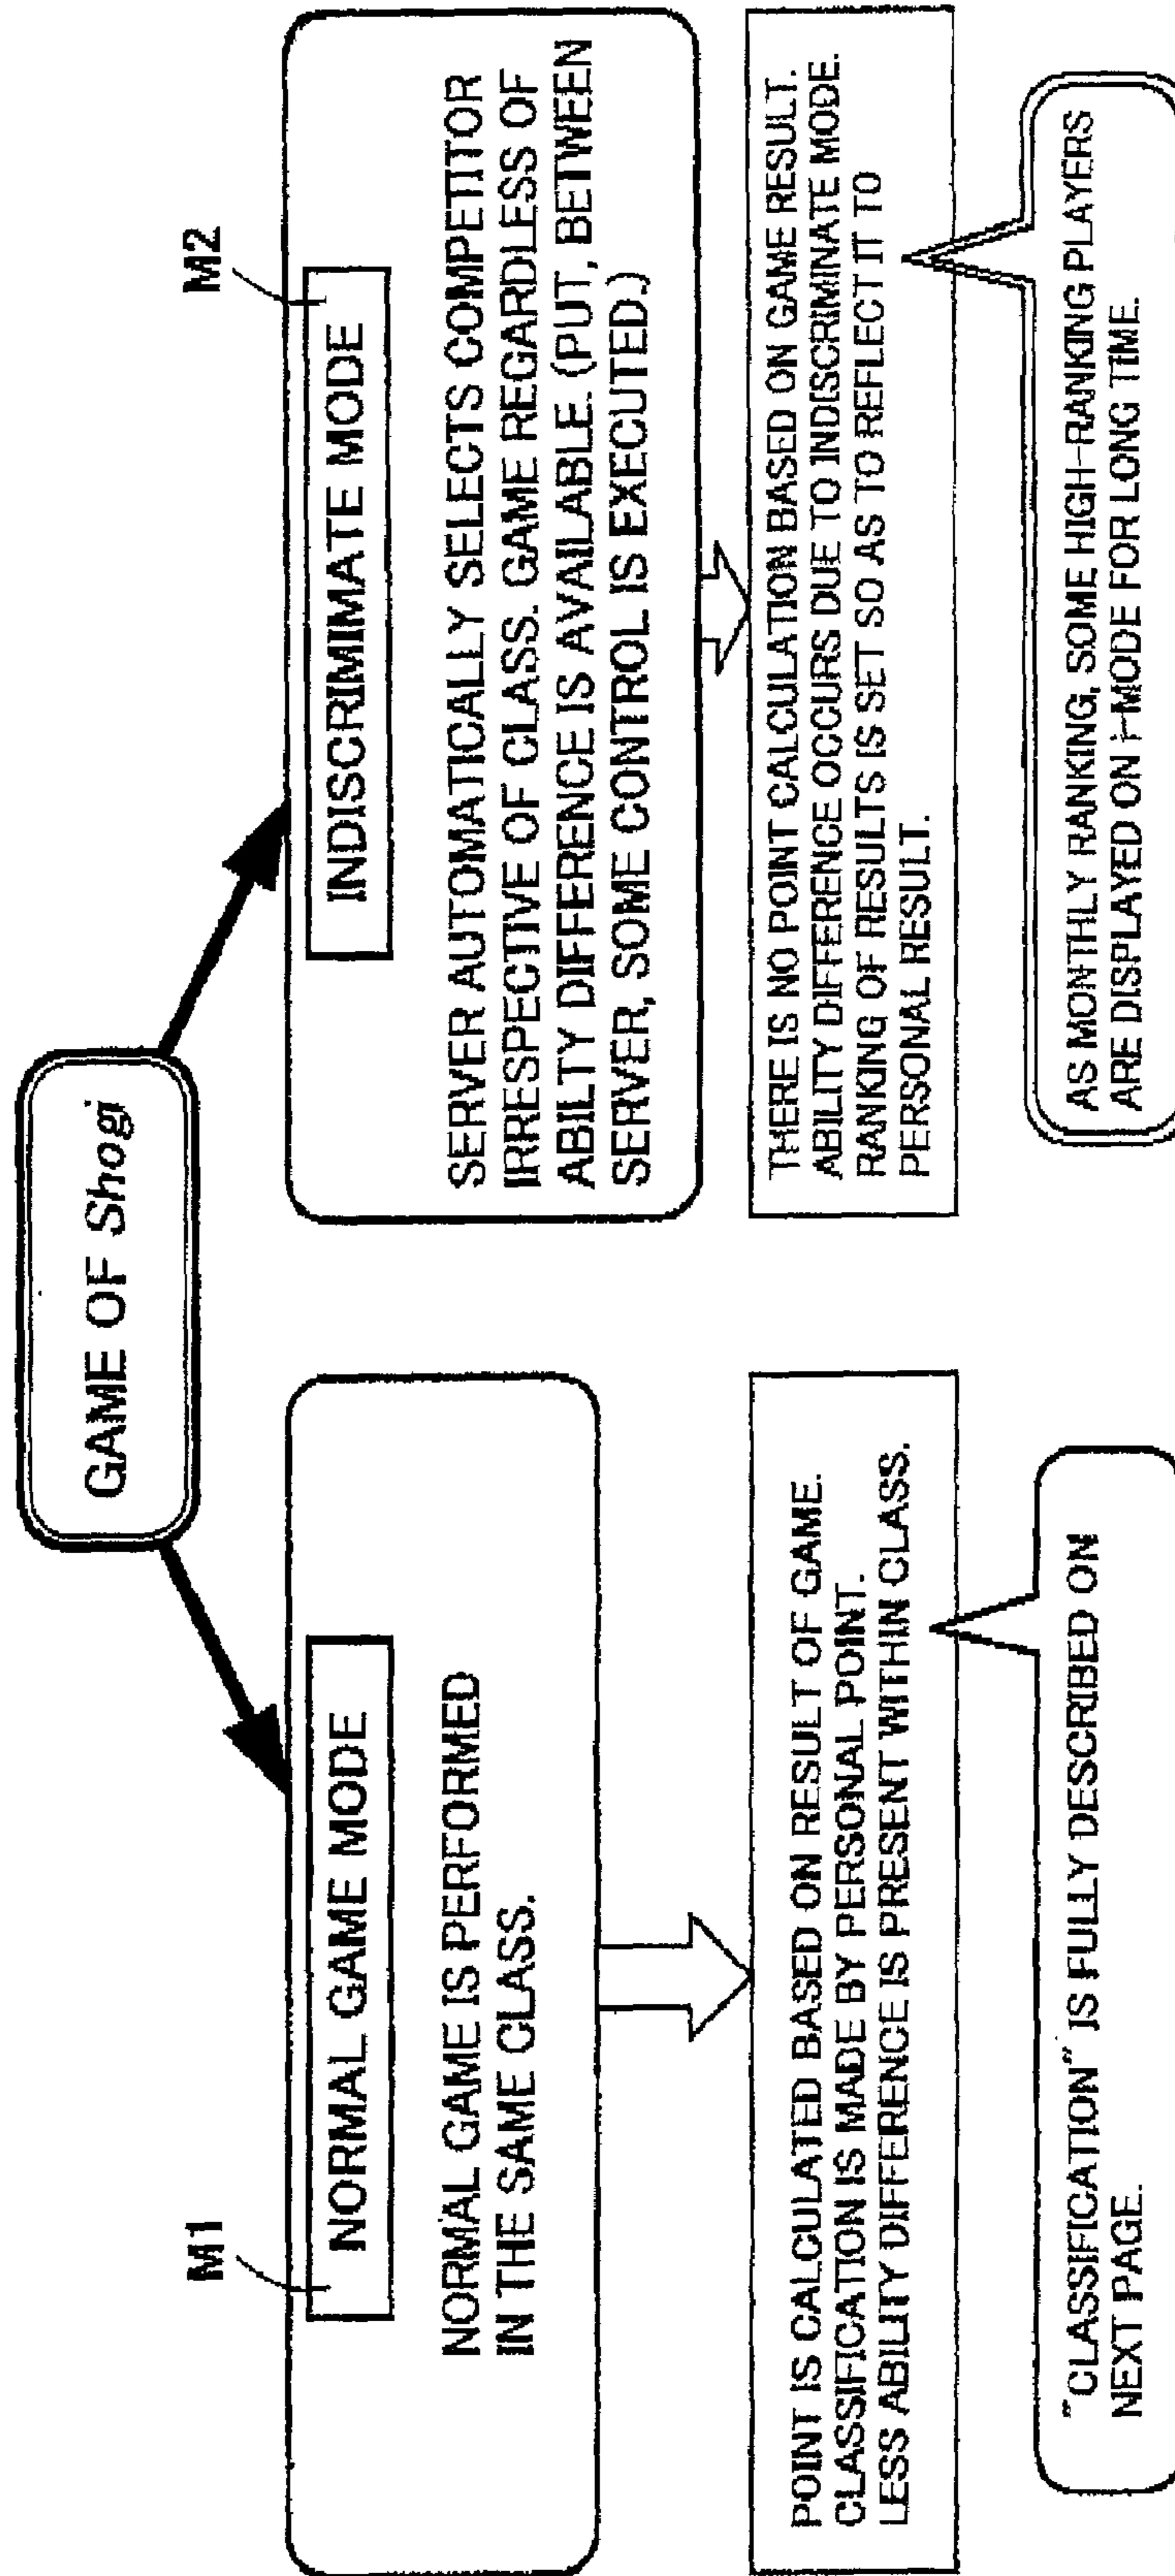 GAME OF Shogi
M1
NORMAL GAME MODE
NORMAL GAME IS PERFORMED
IN THE SAME CLASS.
POINT IS CALCULATED BASED ON RESULT OF GAME.
CLASSIFICATION IS MADE BY PERSONAL POINT.
LESS ABILITY DIFFERENCE IS PRESENT WITHIN CLASS.
"CLASSIFICATION" IS FULLY DESCRIBED ON
NEXT PAGE.
M2
INDISCRIMIMATE MODE
SERVER AUTOMATICALLY SELECTS COMPETITOR
IRRESPECTIVE OF CLASS. GAME REGARDLESS OF
ABILTY DIFFERENCE IS AVAILABLE. (PUT, BETWEEN
SERVER, SOME CONTROL IS EXECUTED.)
THERE IS NO POINT CALCULATION BASED ON GAME RESULT.
ABILITY DIFFERENCE OCCURS DUE TO INDISCRIMINATE MODE.
RANKING OF RESULTS IS SET SO AS TO REFLECT IT TO
PERSONAL RESULT.
AS MONTHLY RANKING, SOME HIGH-RANKING PLAYERS
ARE DISPLAYED ON i-MODE FOR LONG TIME.